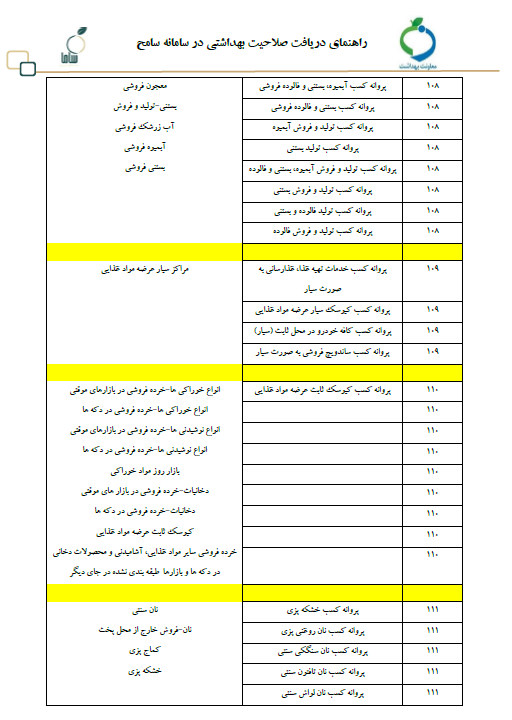 راهنمای دریافت صلاحیت بهداشتی در سامانه سامح
معاونت بهداشت
ساما
۱۰۸ پروانه کسب آبمیوه، بستنی و فالوده فروشی معجون فروشی
۱۰۸ پروانه کسب بستنی و فالوده فروشی بستنی-تولید و فروش
۱۰۸ پروانه کسب تولید و فروش آبمیوه آب زرشک فروشی
۱۰۸ پروانه کسب تولید بستنی آبمیوه فروشی
۱۰۸ پروانه کسب تولید و فروش آبمیوه، بستنی و فالوده بستنی فروشی
۱۰۸ پروانه کسب تولید و فروش بستنی
۱۰۸ پروانه کسب تولید فالوده و بستنی
۱۰۸ پروانه کسب تولید و فروش فالوده
۱۰۹ پروانه کسب خدمات تهیه غذا، غذارسانی به مراکز سیار عرضه مواد غذایی
صورت سیار
۱۰۹ پروانه کسب کیوسک سیار عرضه مواد غذایی
۱۰۹ پروانه کسب کافه خودرو در محل ثابت (سیار)
۱۰۹ پروانه کسب ساندویچ فروشی به صورت سیار
۱۱۰ پروانه کسب کیوسک ثابت عرضه مواد غذایی انواع خوراکی ها-خرده فروشی در بازارهای موقتی
۱۱۰ انواع خوراکی ها-خرده فروشی در دکه ها
۱۱۰ انواع نوشیدنی ها-خرده فروشی در بازارهای موقتی
۱۱۰ انواع نوشیدنی ها-خرده فروشی در دکه ها
۱۱۰ بازار روز مواد خوراکی
۱۱۰ دخانیات-خرده فروشی در بازار های موقتی
۱۱۰ دخانیات-خرده فروشی در دکه ها
۱۱۰ کیوسک ثابت عرضه مواد غذایی
۱۱۰ خرده فروشی سایر مواد غذایی، آشامیدنی و محصولات دخانی
در دکه ها و بازارها طبقه بندی نشده در جای دیگر
۱۱۱ پروانه کسب خشکه پزی نان سنتی
۱۱۱ پروانه کسب نان روغنی پزی نان-فروش خارج از محل پخت
۱۱۱ پروانه کسب نان سنگکی سنتی کماج پزی
۱۱۱ پروانه کسب نان تافتون سنتی خشکه پزی
۱۱۱ پروانه کسب نان لواش سنتی